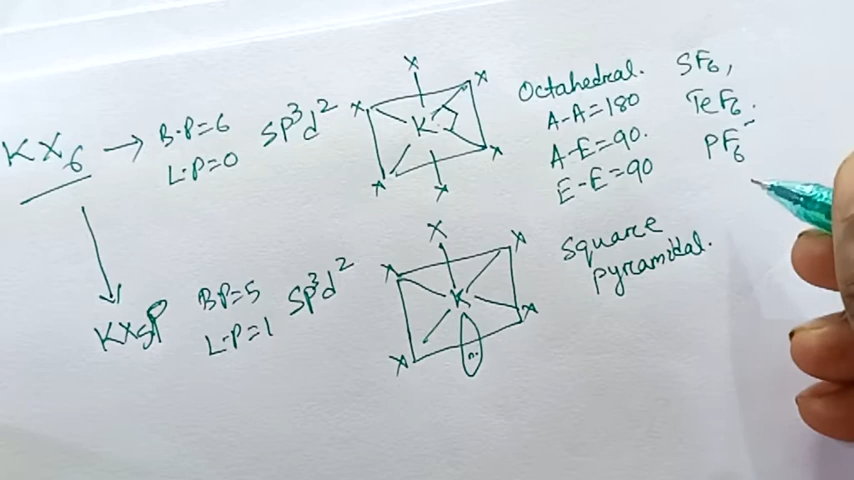 KX6 → B.P=6 SP³d²
L.P=0
X
X
X
K
X
X
X
Octahedral.
A-A=180
A-E=90.
E-E=90
SF6,
TeF6.
PF6⁻
KX5P BP=5 SP³d²
L.P=1
X
X
X
K
X
X
Square
pyramidal.